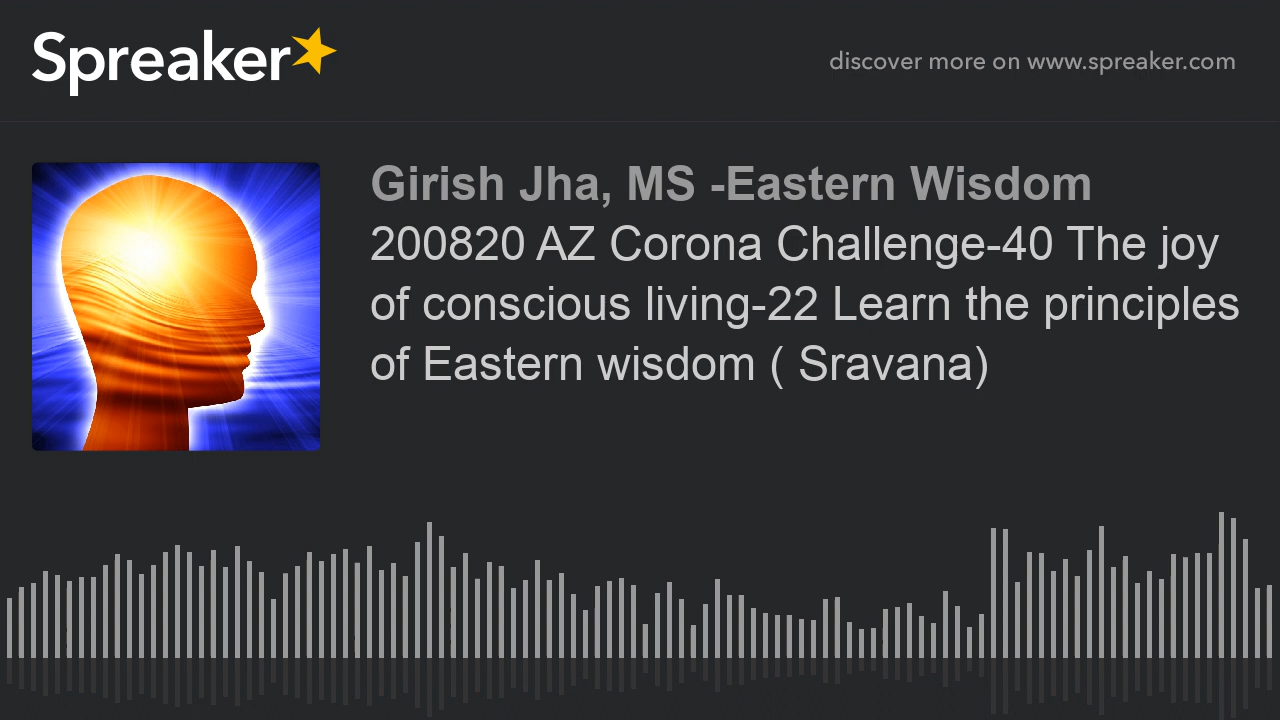 Spreaker
discover more on www.spreaker.com
Girish Jha, MS -Eastern Wisdom
200820 AZ Corona Challenge-40 The joy
of conscious living-22 Learn the principles
of Eastern wisdom ( Sravana)